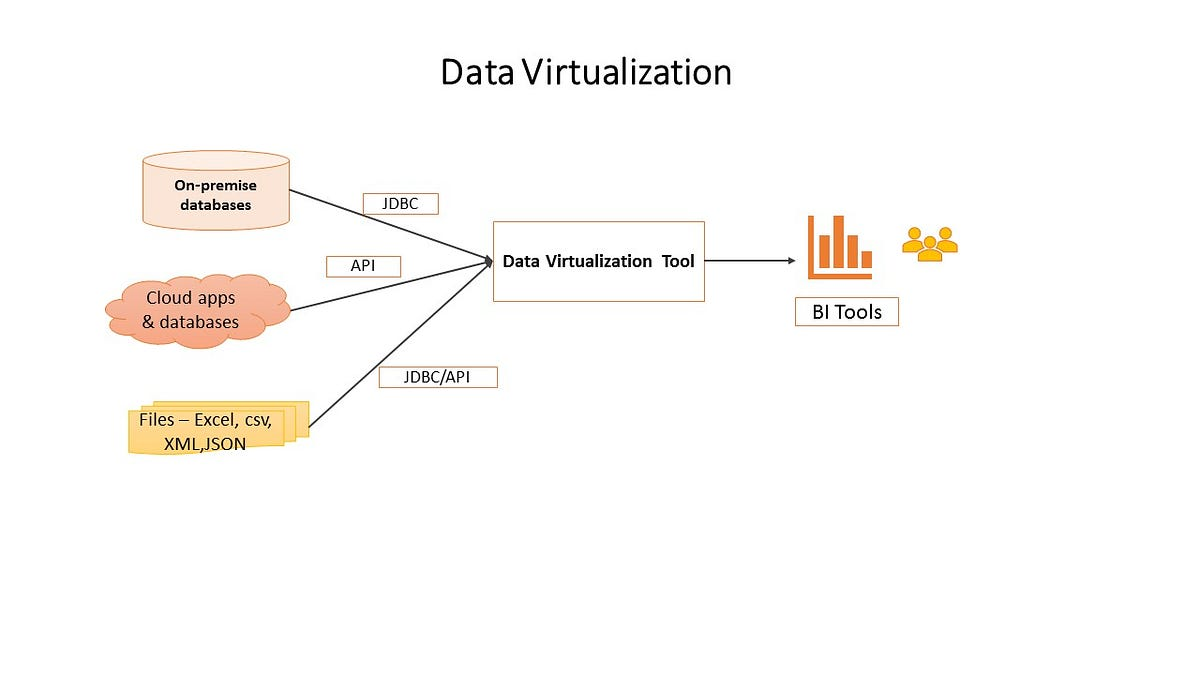 Data Virtualization
On-premise
databases
JDBC
API
Data Virtualization Tool
Cloud apps
& databases
BI Tools
JDBC/API
Files – Excel, csv,
XML,JSON